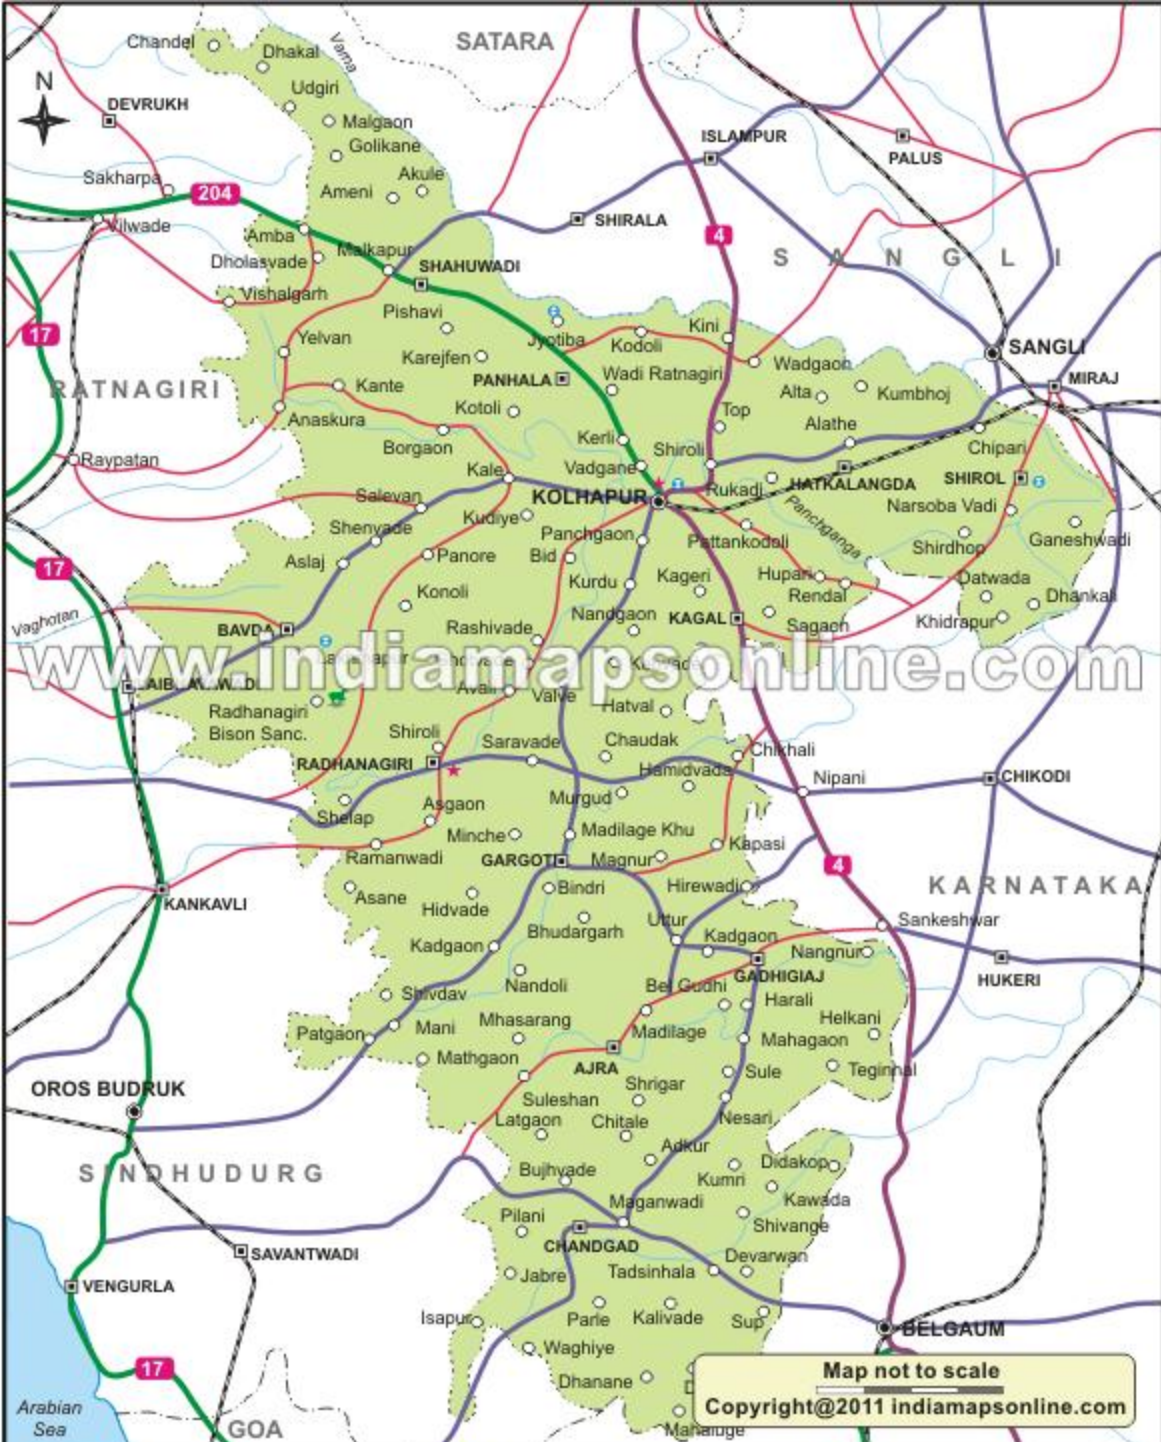 Chandel
Varna
SATARA
Dhakal
N
Udgiri
DEVRUKH
Malgaon
ISLAMPUR
Golikane
PALUS
Sakharpa
Akule
204
Ameni
Vilwade
SHIRALA
Amba
4
Malkapur
S A N G L I
Dholasvade
SHAHUWADI
Vishalgarh
Pishavi
17
Yelvan
Jyotiba
Kodoli
Kini
SANGLI
Karejfen
Wadgaon
RATNAGIRI
Kante
PANHALA
Wadi Ratnagiri
MIRAJ
Alta
Kumbhoj
Kotoli
Top
Anaskura
Alathe
Borgaon
Kerli
Shiroli
Chipari
Raypatan
Kale
Vadgane
SHIROL
Salevan
KOLHAPUR
Rukadi
HATKALANGDA
Narsoba Vadi
Kudiye
Panchganga
Shenyade
Panchgaon
Pattankodoli
Ganeshwadi
Panore
Bid
Shirdhop
Aslaj
17
Kurdu
Kageri
Hupari
Datwada
Konoli
Rendal
Dhankali
Vaghotan
Nandgaon
KAGAL
Khidrapur
BAVDA
Rashivade
Sagaon
www.indiamapsonline.com
Avali
Valve
Radhanagiri
Bison Sanc.
Hatval
Shiroli
Saravade
Chaudak
Chikhali
RADHANAGIRI
Hamidvada
Nipani
CHIKODI
Shelap
Asgaon
Murgud
Minche
Madilage Khu
Ramanwadi
GARGOTI
Magnur
Kapasi
4
KARNATAKA
KANKAVLI
Asane
Bindri
Hirewadi
Hidvade
Uttur
Sankeshwar
Bhudargarh
Kadgaon
Kadgaon
Nangnur
GADHIGIAJ
HUKERI
Shivdav
Nandoli
Bel Gudhi
Harali
Patgaon
Mani
Mhasarang
Madilage
Helkani
Mahagaon
Mathgaon
AJRA
Sule
Teginhal
OROS BUDRUK
Suleshan
Shrigar
Latgaon
Chitale
Nesari
SINDHUDURG
Adkur
Bujhvade
Didakop
Kumri
Maganwadi
Kawada
Pilani
Shivange
SAVANTWADI
CHANDGAD
Devarwan
VENGURLA
Jabre
Tadsinhala
Isapur
Parle
Kalivade
Sup
BELGAUM
Waghiye
17
Dhanane
Map not to scale
Arabian
Sea
Copyright@2011 indiamapsonline.com
GOA